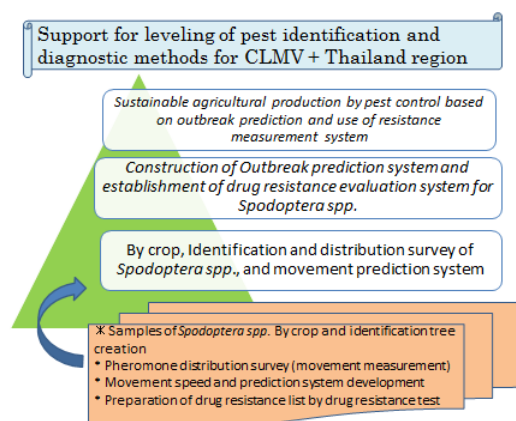 Support for leveling of pest identification and
diagnostic methods for CLMV + Thailand region
Sustainable agricultural production by pest control based
on outbreak prediction and use of resistance
measurement system
Construction of Outbreak prediction system and
establishment of drug resistance evaluation system for
Spodoptera spp.
By crop, Identification and distribution survey of
Spodoptera spp., and movement prediction system
* Samples of Spodoptera spp. By crop and identification tree
creation
* Pheromone distribution survey (movement measurement)
* Movement speed and prediction system development
* Preparation of drug resistance list by drug resistance test